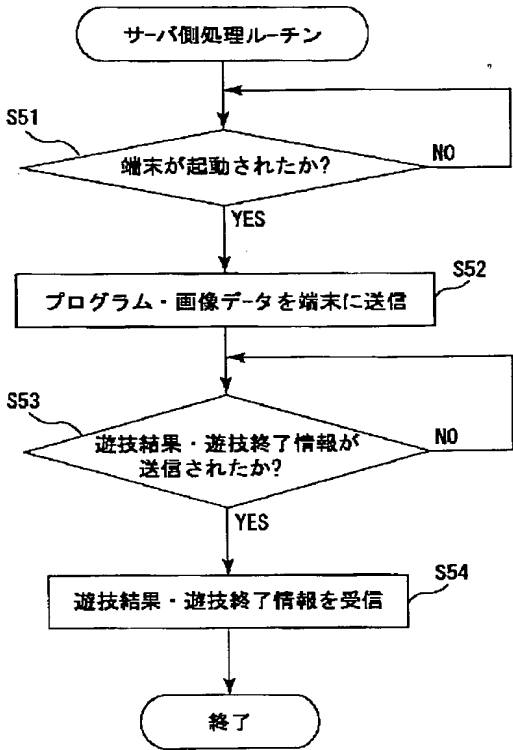 サーバ側処理ルーチン
S51
端末が起動されたか?
NO
YES
S52
プログラム・画像データを端末に送信
S53
遊技結果・遊技終了情報が
送信されたか?
NO
YES
S54
遊技結果・遊技終了情報を受信
終了